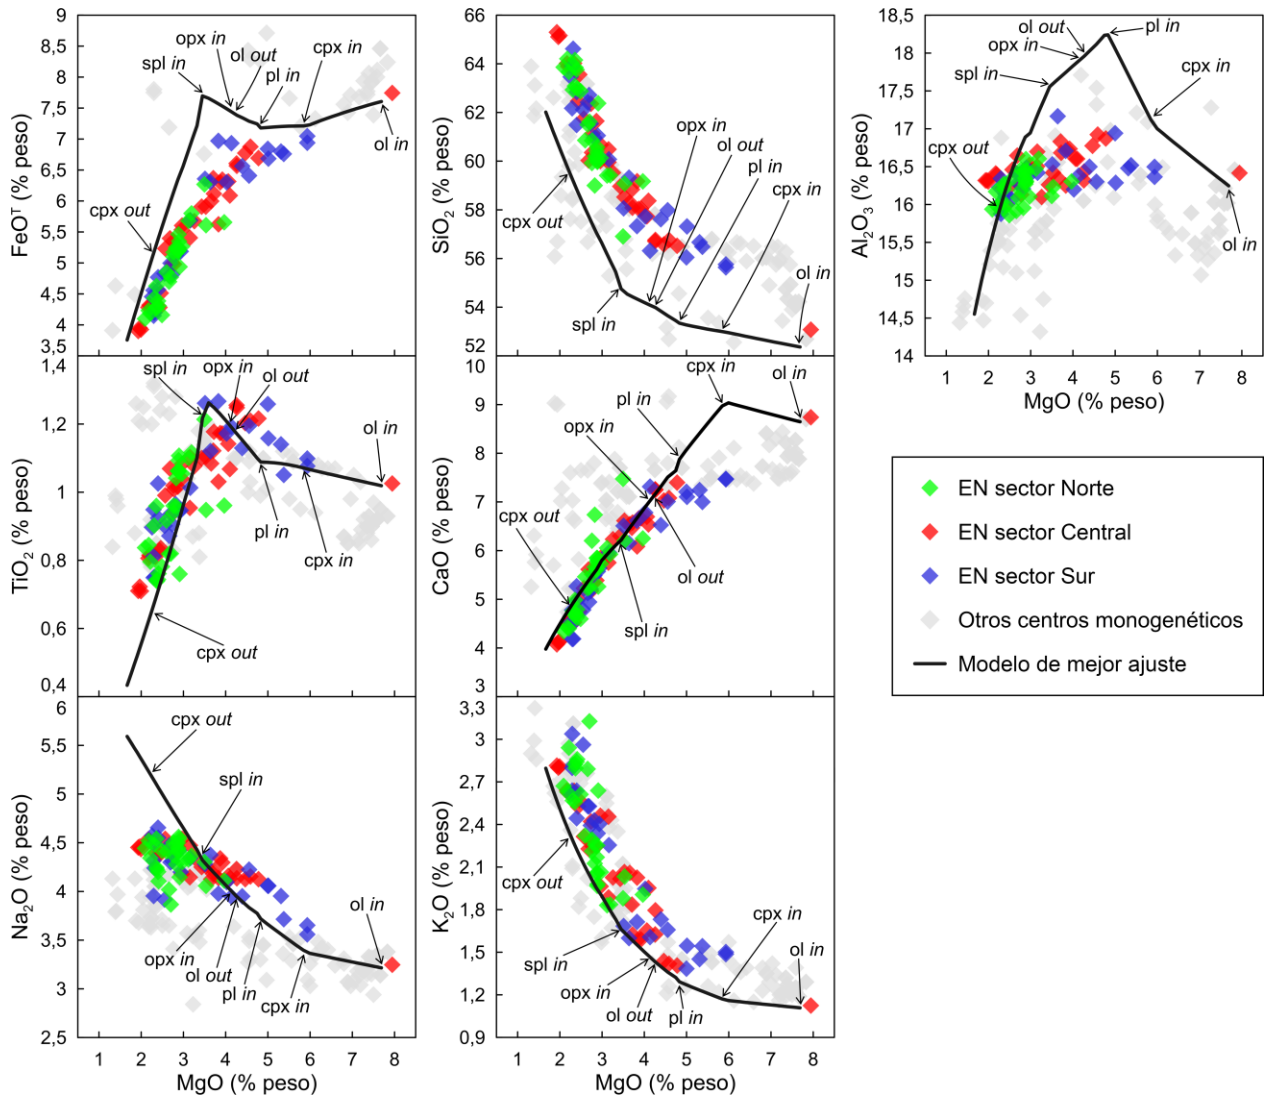 9
8,5
8
7,5
7
6,5
6
5,5
5
4,5
4
3,5
FeOᵀ (% peso)
spl in
opx in
ol out
pl in
cpx in
ol in
cpx out
66
64
62
60
58
56
54
52
SiO₂ (% peso)
cpx out
spl in
opx in
ol out
pl in
cpx in
ol in
18,5
18
17,5
17
16,5
16
15,5
15
14,5
14
Al₂O₃ (% peso)
ol out
opx in
spl in
pl in
cpx in
cpx out
ol in
1 2 3 4 5 6 7 8
MgO (% peso)
1,4
1,2
1
0,8
0,6
0,4
TiO₂ (% peso)
spl in
opx in
ol out
ol in
pl in
cpx in
cpx out
10
9
8
7
6
5
4
3
CaO (% peso)
cpx in
ol in
pl in
opx in
cpx out
ol out
spl in
EN sector Norte
EN sector Central
EN sector Sur
Otros centros monogenéticos
Modelo de mejor ajuste
6
5,5
5
4,5
4
3,5
3
2,5
Na₂O (% peso)
cpx out
spl in
ol in
opx in
ol out
pl in
cpx in
1 2 3 4 5 6 7 8
MgO (% peso)
3,3
3
2,7
2,4
2,1
1,8
1,5
1,2
0,9
K₂O (% peso)
cpx out
spl in
opx in
ol out
pl in
cpx in
ol in
1 2 3 4 5 6 7 8
MgO (% peso)